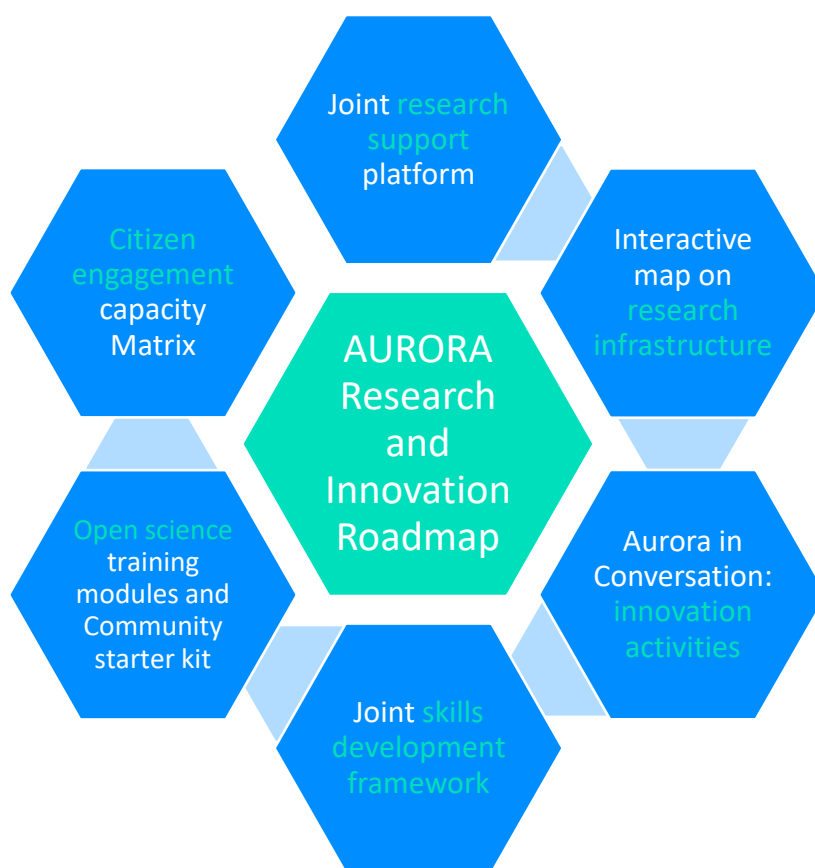 Joint research
support
platform
Interactive
map on
research
infrastructure
Aurora in
Conversation:
innovation
activities
Joint skills
development
framework
Open science
training
modules and
Community
starter kit
Citizen
engagement
capacity
Matrix
AURORA
Research
and
Innovation
Roadmap